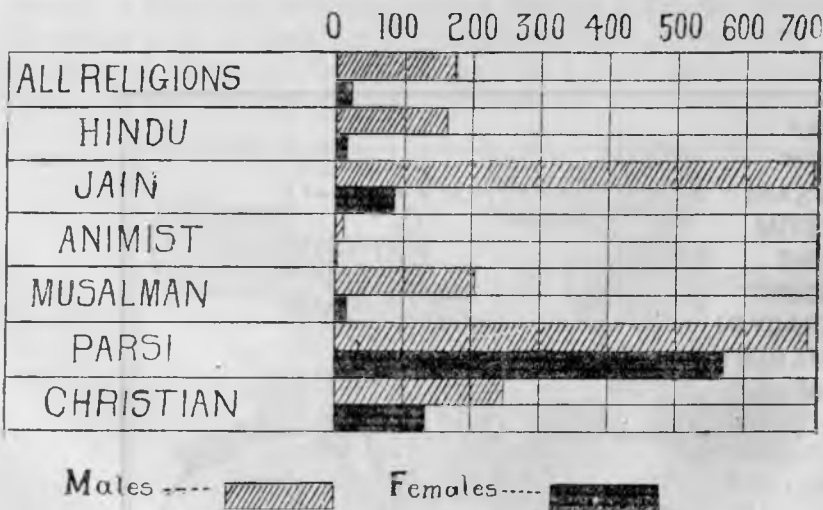 0 100 200 300 400 500 600 700
ALL RELIGIONS
HINDU
JAIN
ANIMIST
MUSALMAN
PARSI
CHRISTIAN
Males ---- Females-----